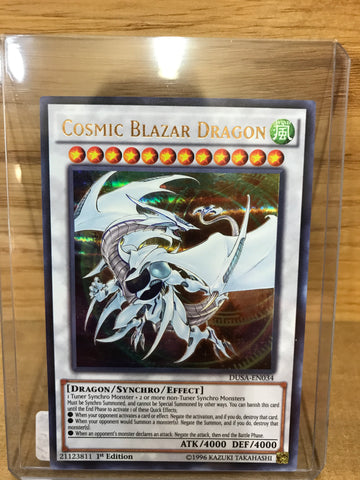 COSMIC BLAZAR DRAGON
WIND
風
DUSA-EN034
[DRAGON/SYNCHRO/EFFECT]
1 Tuner Synchro Monster + 2 or more non-Tuner Synchro Monsters
Must be Synchro Summoned, and cannot be Special Summoned by other ways. You can banish this card
until the End Phase to activate 1 of these Quick Effects;
● When your opponent activates a card or effect: Negate the activation, and if you do, destroy that card.
● When your opponent would Summon a monster(s): Negate the Summon, and if you do, destroy that
monster(s).
● When an opponent's monster declares an attack: Negate the attack, then end the Battle Phase.
ATK/4000 DEF/4000
21123811 1st Edition ©1996 KAZUKI TAKAHASHI